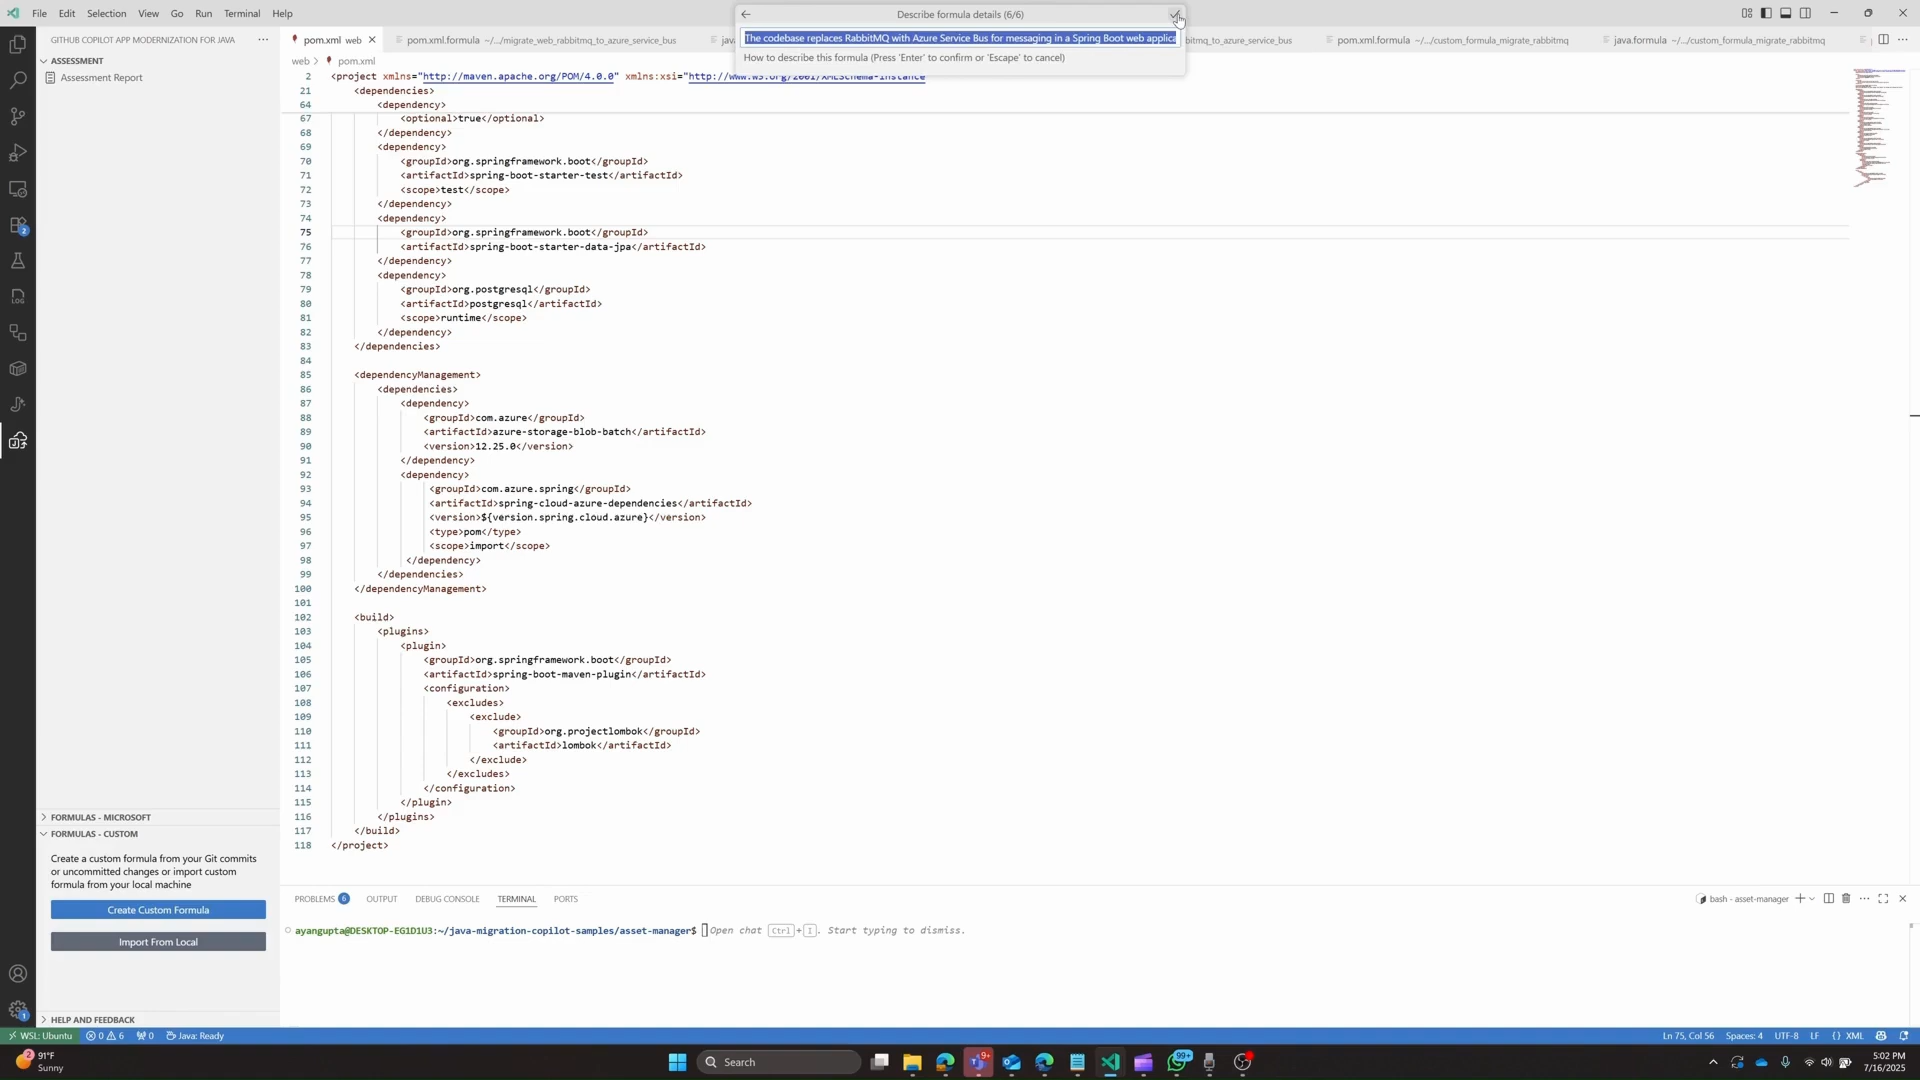 File Edit Selection View Go Run Terminal Help
Describe formula details (6/6)
The codebase replaces RabbitMQ with Azure Service Bus for messaging in a Spring Boot web applica
How to describe this formula (Press 'Enter' to confirm or 'Escape' to cancel)
GITHUB COPILOT APP MODERNIZATION FOR JAVA
ASSESSMENT
Assessment Report
pom.xml web
pom.xml.formula ~/.../migrate_web_rabbitmq_to_azure_service_bus
bitmq_to_azure_service_bus
pom.xml.formula ~/.../custom_formula_migrate_rabbitmq
java.formula ~/.../custom_formula_migrate_rabbitmq
web > pom.xml
2 <project xmlns="http://maven.apache.org/POM/4.0.0" xmlns:xsi="http://www.w3.org/2001/XMLSchema-instance
21 <dependencies>
64 <dependency>
67 <optional>true</optional>
68 </dependency>
69 <dependency>
70 <groupId>org.springframework.boot</groupId>
71 <artifactId>spring-boot-starter-test</artifactId>
72 <scope>test</scope>
73 </dependency>
74 <dependency>
75 <groupId>org.springframework.boot</groupId>
76 <artifactId>spring-boot-starter-data-jpa</artifactId>
77 </dependency>
78 <dependency>
79 <groupId>org.postgresql</groupId>
80 <artifactId>postgresql</artifactId>
81 <scope>runtime</scope>
82 </dependency>
83 </dependencies>
84
85 <dependencyManagement>
86 <dependencies>
87 <dependency>
88 <groupId>com.azure</groupId>
89 <artifactId>azure-storage-blob-batch</artifactId>
90 <version>12.25.0</version>
91 </dependency>
92 <dependency>
93 <groupId>com.azure.spring</groupId>
94 <artifactId>spring-cloud-azure-dependencies</artifactId>
95 <version>${version.spring.cloud.azure}</version>
96 <type>pom</type>
97 <scope>import</scope>
98 </dependency>
99 </dependencies>
100 </dependencyManagement>
101
102 <build>
103 <plugins>
104 <plugin>
105 <groupId>org.springframework.boot</groupId>
106 <artifactId>spring-boot-maven-plugin</artifactId>
107 <configuration>
108 <excludes>
109 <exclude>
110 <groupId>org.projectlombok</groupId>
111 <artifactId>lombok</artifactId>
112 </exclude>
113 </excludes>
114 </configuration>
115 </plugin>
116 </plugins>
117 </build>
118 </project>
FORMULAS - MICROSOFT
FORMULAS - CUSTOM
Create a custom formula from your Git commits
or uncommitted changes or import custom
formula from your local machine
Create Custom Formula
Import From Local
HELP AND FEEDBACK
PROBLEMS 6 OUTPUT DEBUG CONSOLE TERMINAL PORTS
bash - asset-manager
ayangupta@DESKTOP-EG1D1U3:~/java-migration-copilot-samples/asset-manager$ Open chat Ctrl+I. Start typing to dismiss.
WSL: Ubuntu 0 6 0 Java: Ready
Ln 75, Col 56 Spaces: 4 UTF-8 LF {} XML
91°F
Sunny
Search
5:02 PM
7/16/2025